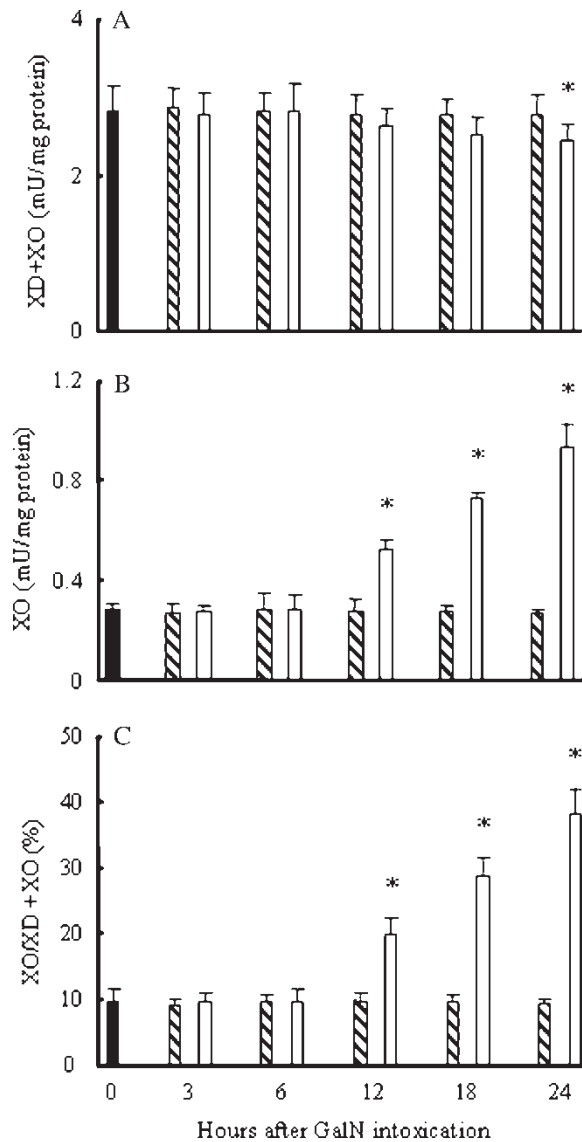 A
4
2
0
XD+XO (mU/mg protein)
*
B
1.2
0.8
0.4
0
XO (mU/mg protein)
*
*
*
C
50
40
30
20
10
0
XO/XD + XO (%)
*
*
*
0 3 6 12 18 24
Hours after GalN intoxication